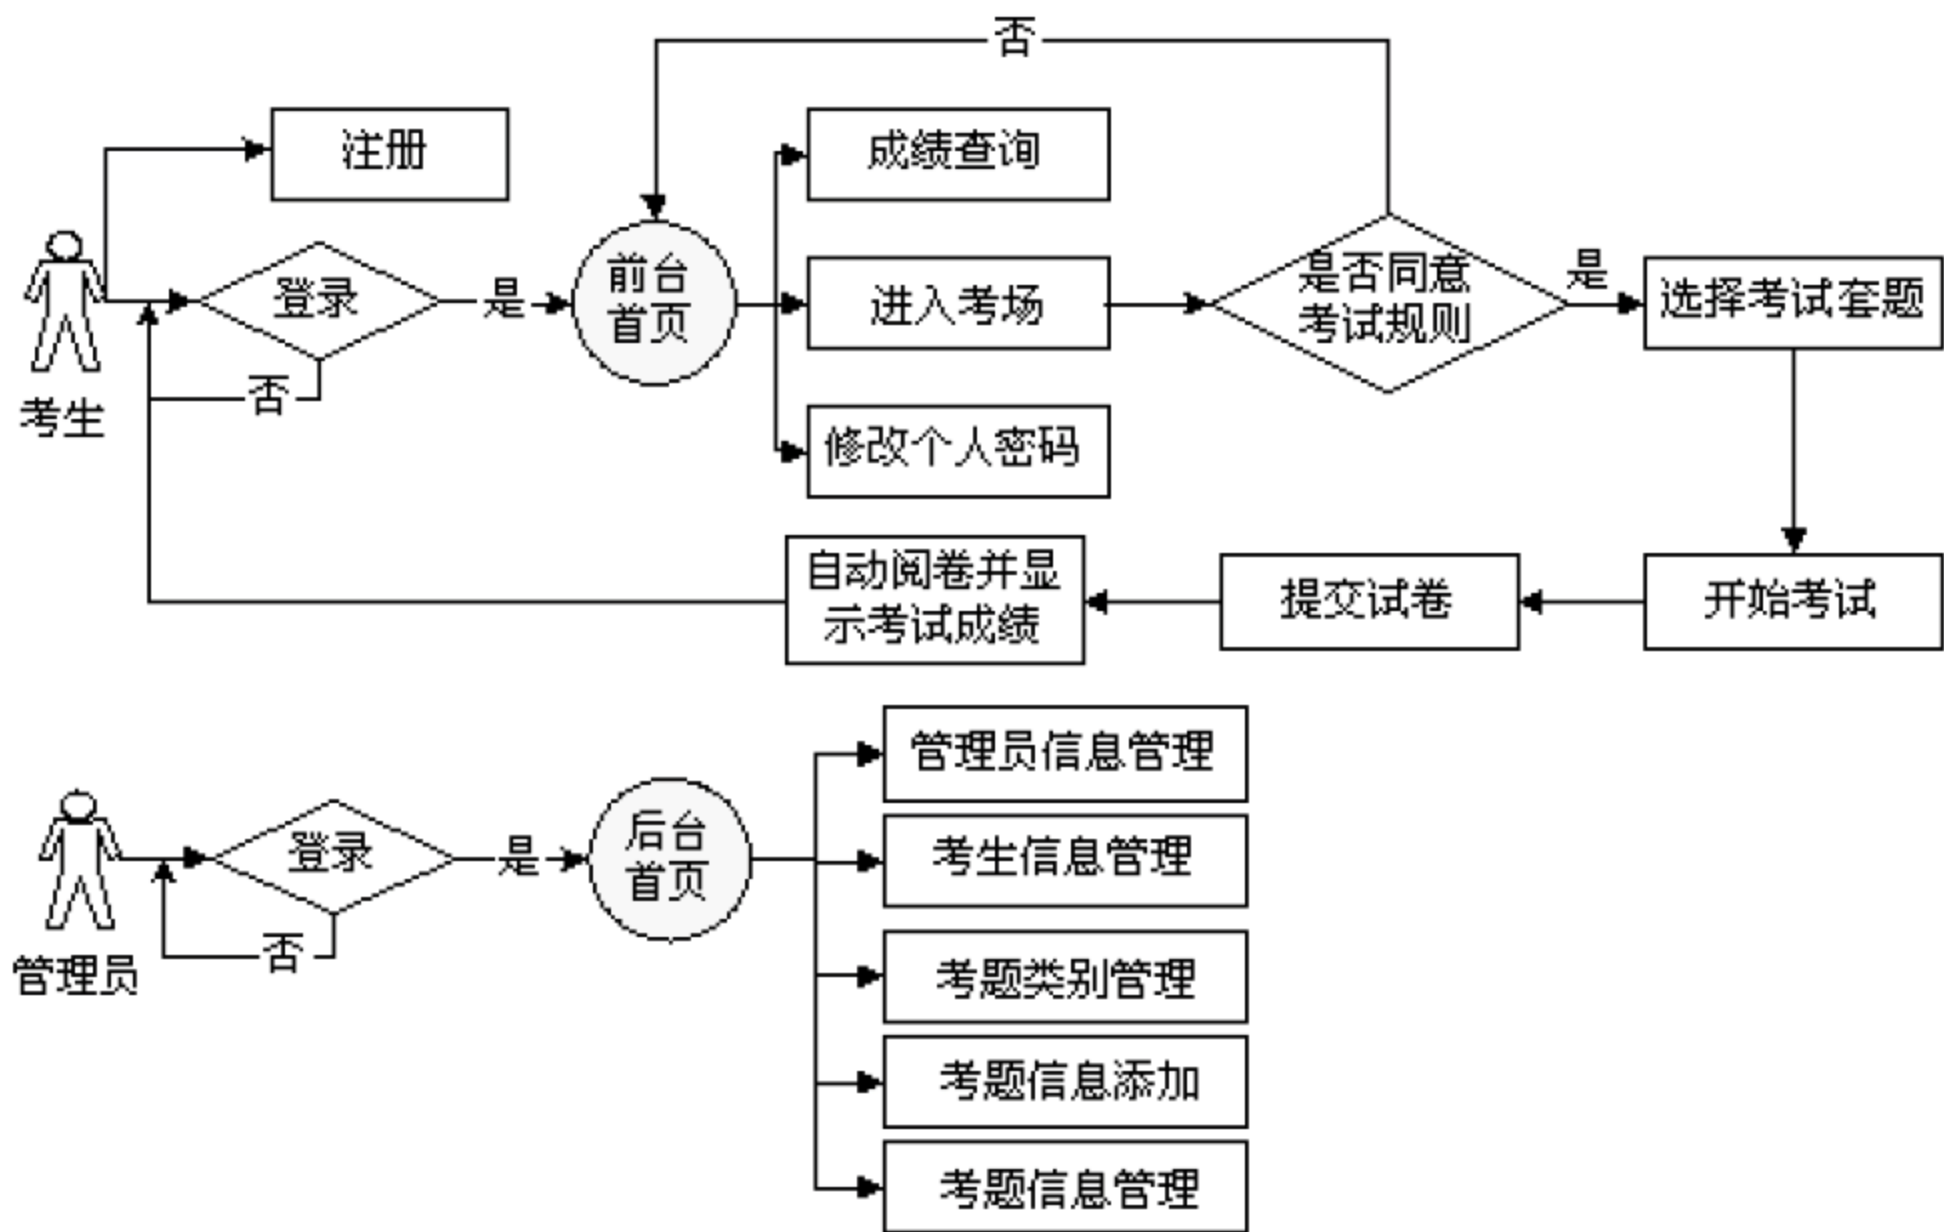 否
注册
成绩查询
登录
是
前台
首页
进入考场
是否同意
考试规则
是
选择考试套题
否
考生
修改个人密码
自动阅卷并显
示考试成绩
提交试卷
开始考试
管理员信息管理
登录
是
后台
首页
考生信息管理
否
管理员
考题类别管理
考题信息添加
考题信息管理